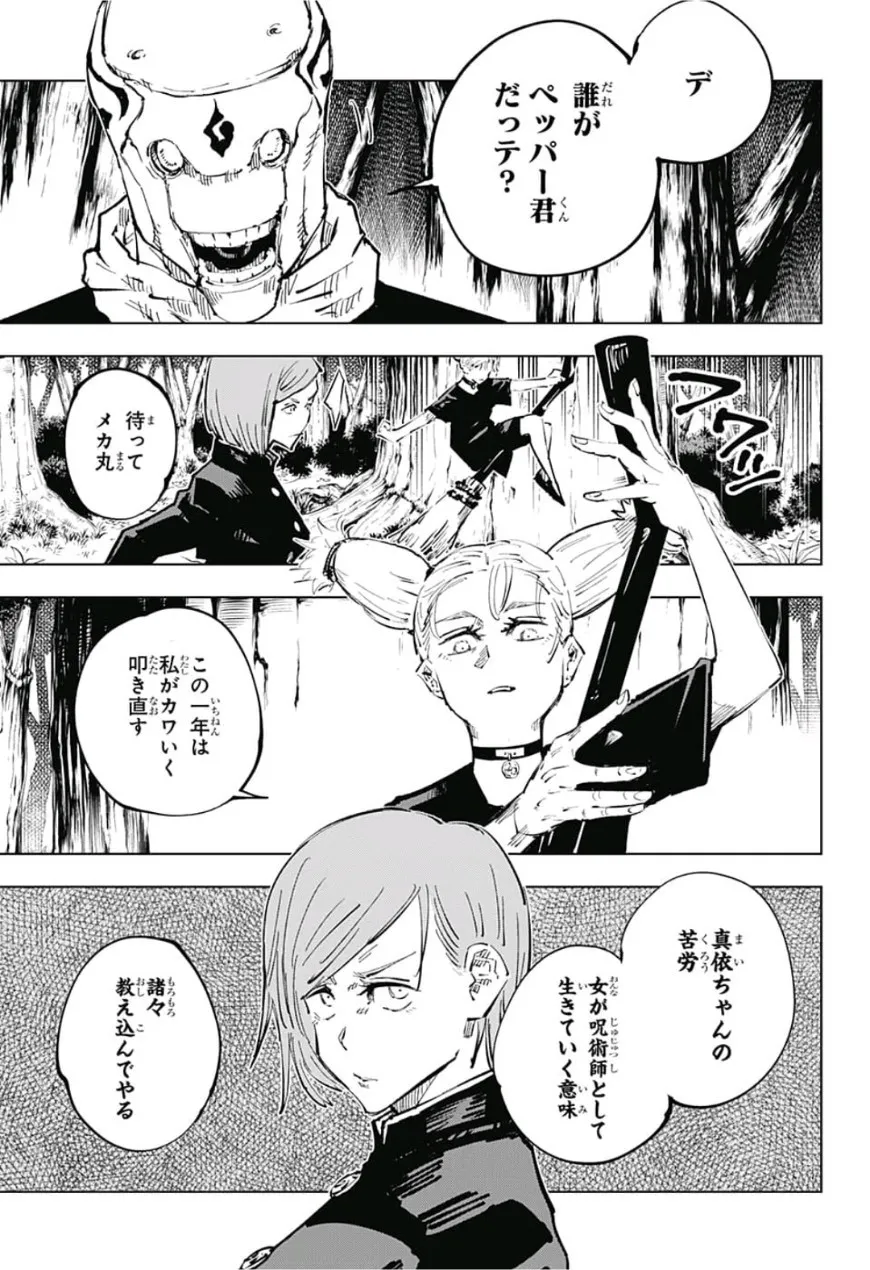 デ
誰が
ペッパー君
だっテ？
フワッ
待って
メカ丸
この一年は
私がカワいく
叩き直す
真依ちゃんの
苦労
女が呪術師として
生きていく意味
諸々
教え込んでやる